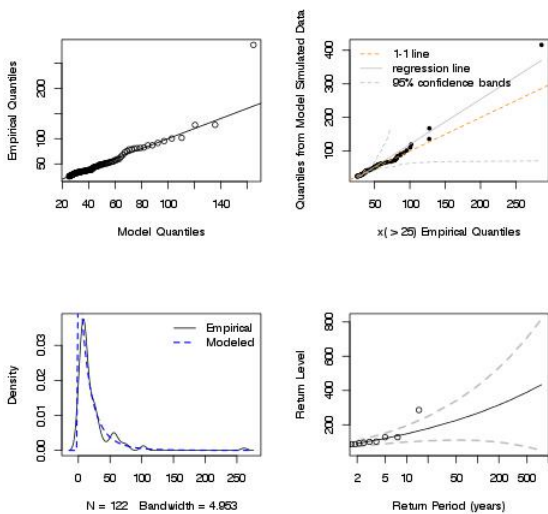 Empirical Quantiles
50 100 200
20 40 60 80 100 140
Model Quantiles
Quantiles from Model Simulated Data
100 200 300 400
1-1 line
regression line
95% confidence bands
50 100 150 200 250
x( > 25) Empirical Quantiles
Density
0.00 0.01 0.02 0.03
Empirical
Modeled
0 50 100 150 200 250
N = 122 Bandwidth = 4.953
Return Level
200 400 600 800
2 5 10 50 200 500
Return Period (years)